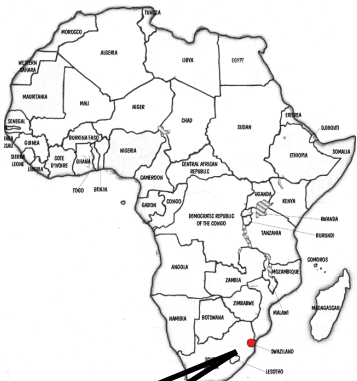 TUNISIA
MOROCCO
ALGERIA
LIBYA
EGYPT
WESTERN
SAHARA
MAURITANIA
MALI
NIGER
CHAD
SUDAN
ERITREA
DJIBOUTI
SENEGAL
GUINEA
SIERRA
LEONE
LIBERIA
COTE
D'IVOIRE
BURKINA FASO
GHANA
TOGO
BENIN
NIGERIA
CAMEROON
CENTRAL AFRICAN
REPUBLIC
ETHIOPIA
SOMALIA
UGANDA
KENYA
GABON
CONGO
DEMOCRATIC REPUBLIC
OF THE CONGO
RWANDA
BURUNDI
TANZANIA
COMOROS
ANGOLA
ZAMBIA
MOZAMBIQUE
MALAWI
MADAGASCAR
ZIMBABWE
NAMIBIA
BOTSWANA
SWAZILAND
LESOTHO